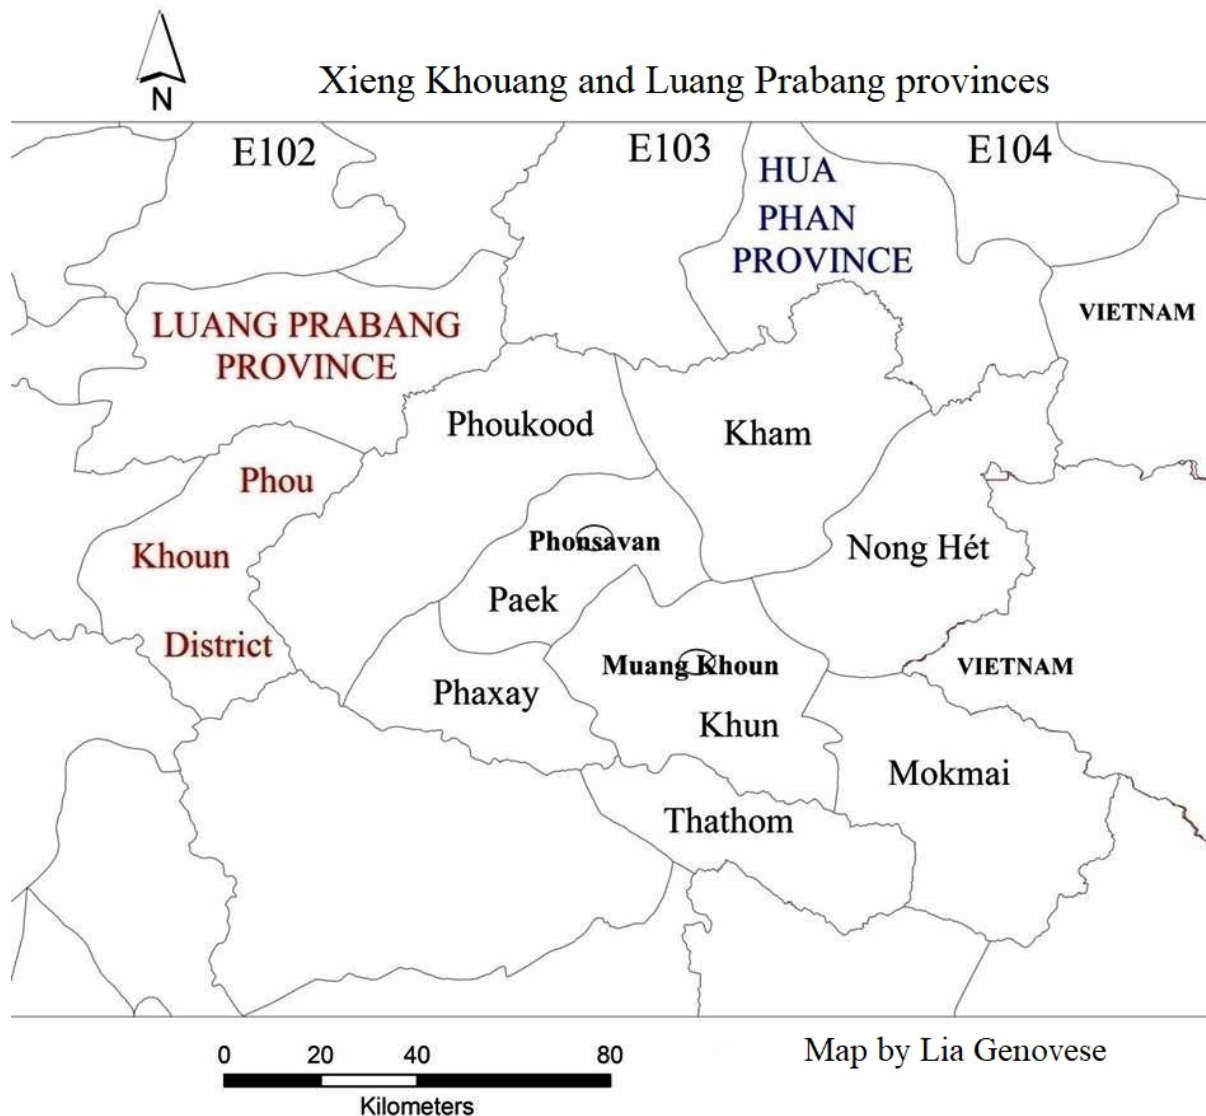 N
Xieng Khouang and Luang Prabang provinces
E102
E103
E104
HUA
PHAN
PROVINCE
VIETNAM
LUANG PRABANG
PROVINCE
Phoukood
Kham
Phou
Khoun
District
Phonsavan
Nong Hét
Paek
Muang Khoun
VIETNAM
Phaxay
Khun
Mokmai
Thathom
0 20 40 80
Kilometers
Map by Lia Genovese